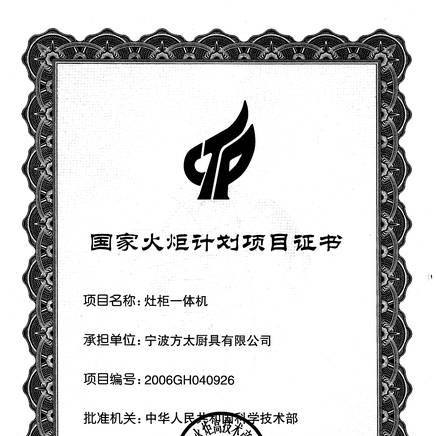 国家火炬计划项目证书
项目名称: 灶柜一体机
承担单位: 宁波方太厨具有限公司
项目编号: 2006GH040926
批准机关: 中华人民共和国科学技术部